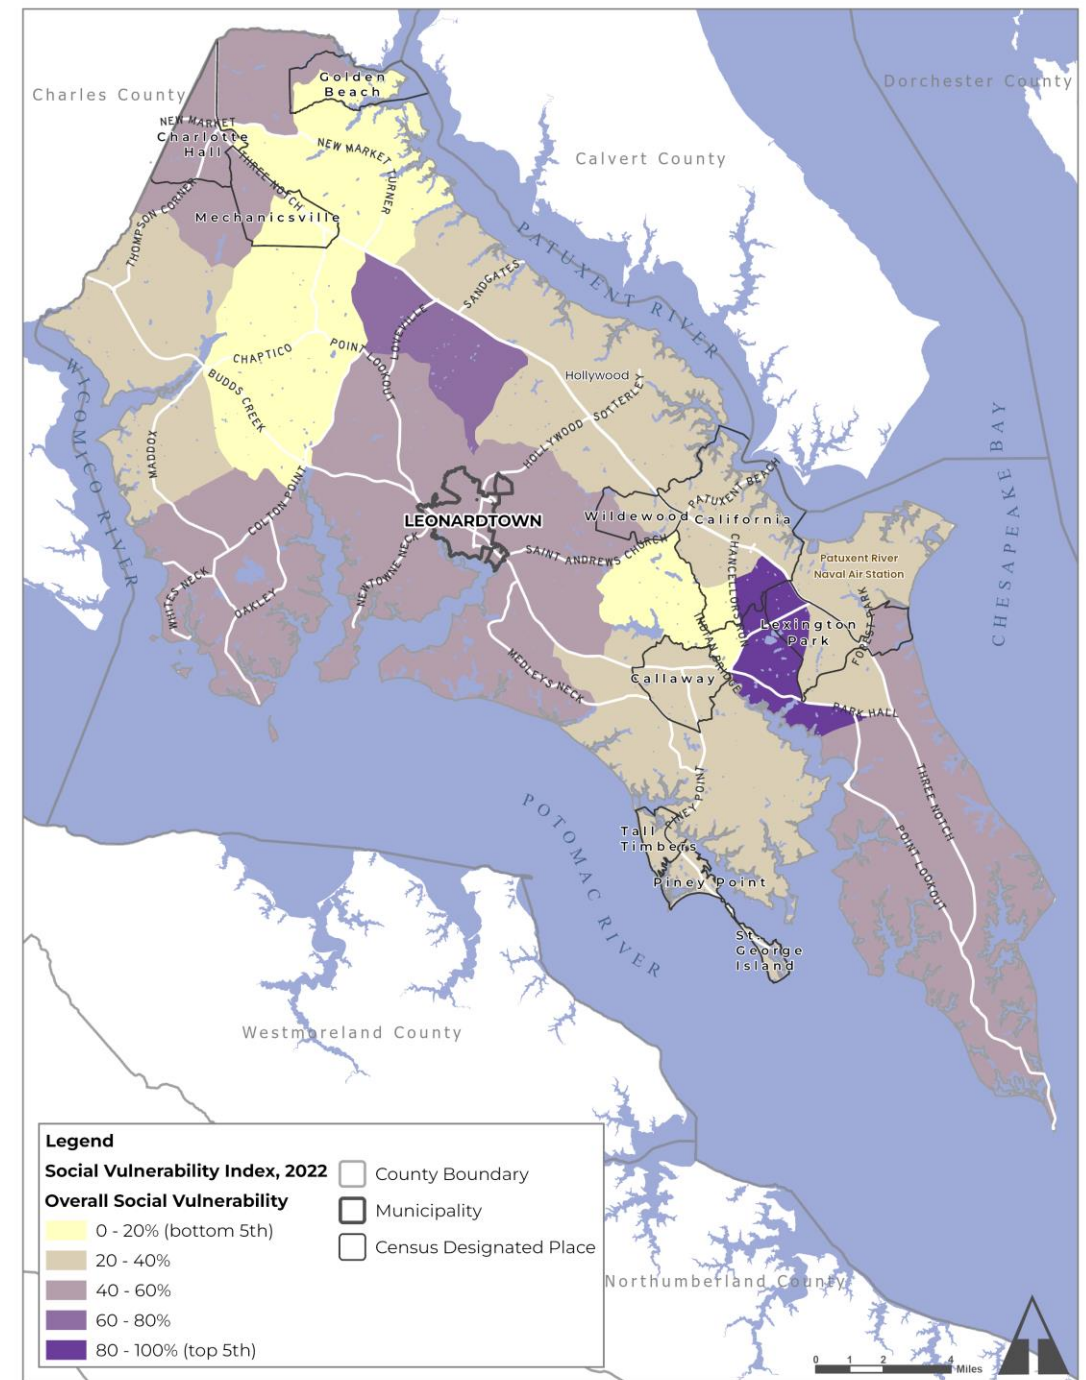 Charles County
Dorchester County
Golden
Beach
NEW MARKET
Charlotte
Hall
NEW MARKET TURNER
Calvert County
THREE NOTCH
THOMPSON CORNER
Mechanicsville
PATUXENT RIVER
SANDGATES
LOVEVILLE
CHAPTICO
POINT LOOKOUT
Hollywood
BUDDS CREEK
WICOMICO RIVER
HOLLYWOOD SOTTERLEY
MADDOX
CHESAPEAKE BAY
COLTON POINT
PATUXENT BEACH
LEONARDTOWN
Wildewood
California
SAINT ANDREWS CHURCH
CHANCELLORS RUN
Patuxent River
Naval Air Station
NEWTOWNE NECK
WHITES NECK
OAKLEY
FOREST PARK
Lexington
Park
INDIAN BRIDGE
MEDLEYS NECK
Callaway
PARK HALL
PINEY POINT
THREE NOTCH
POTOMAC RIVER
Tall
Timbers
POINT LOOKOUT
Piney Point
St.
George
Island
Westmoreland County
Legend
Social Vulnerability Index, 2022
Overall Social Vulnerability
0 - 20% (bottom 5th)
20 - 40%
40 - 60%
60 - 80%
80 - 100% (top 5th)
County Boundary
Municipality
Census Designated Place
Northumberland County
0 1 2 4
Miles